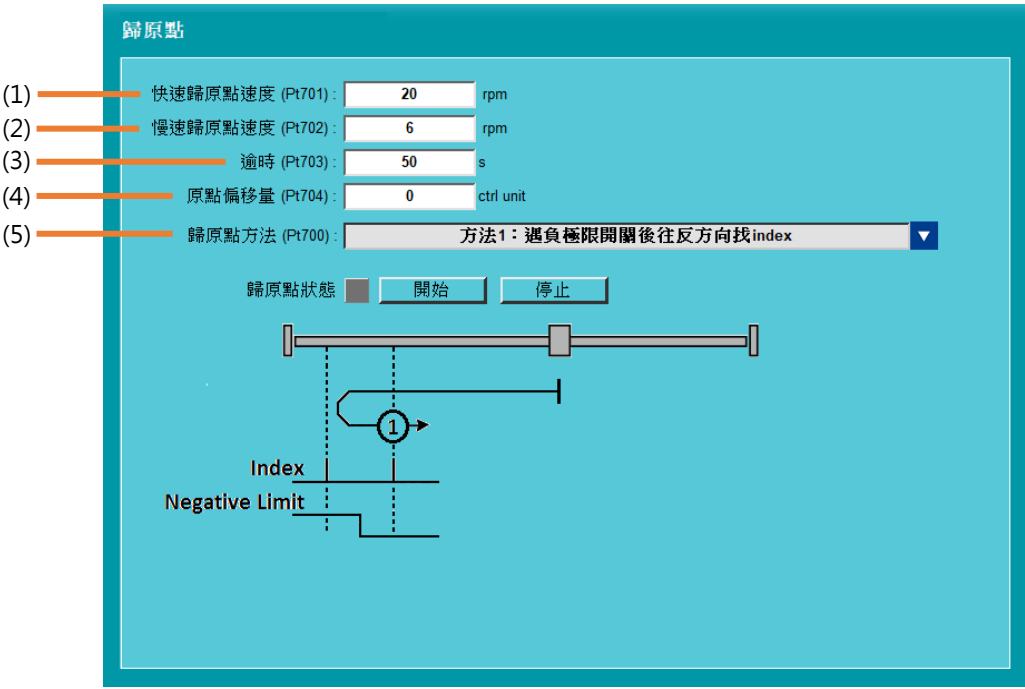 歸原點
(1) 快速歸原點速度 (Pt701) : 20 rpm
(2) 慢速歸原點速度 (Pt702) : 6 rpm
(3) 逾時 (Pt703) : 50 s
(4) 原點偏移量 (Pt704) : 0 ctrl unit
(5) 歸原點方法 (Pt700) : 方法1：遇負極限開關後往反方向找index
歸原點狀態 開始 停止
1
Index
Negative Limit